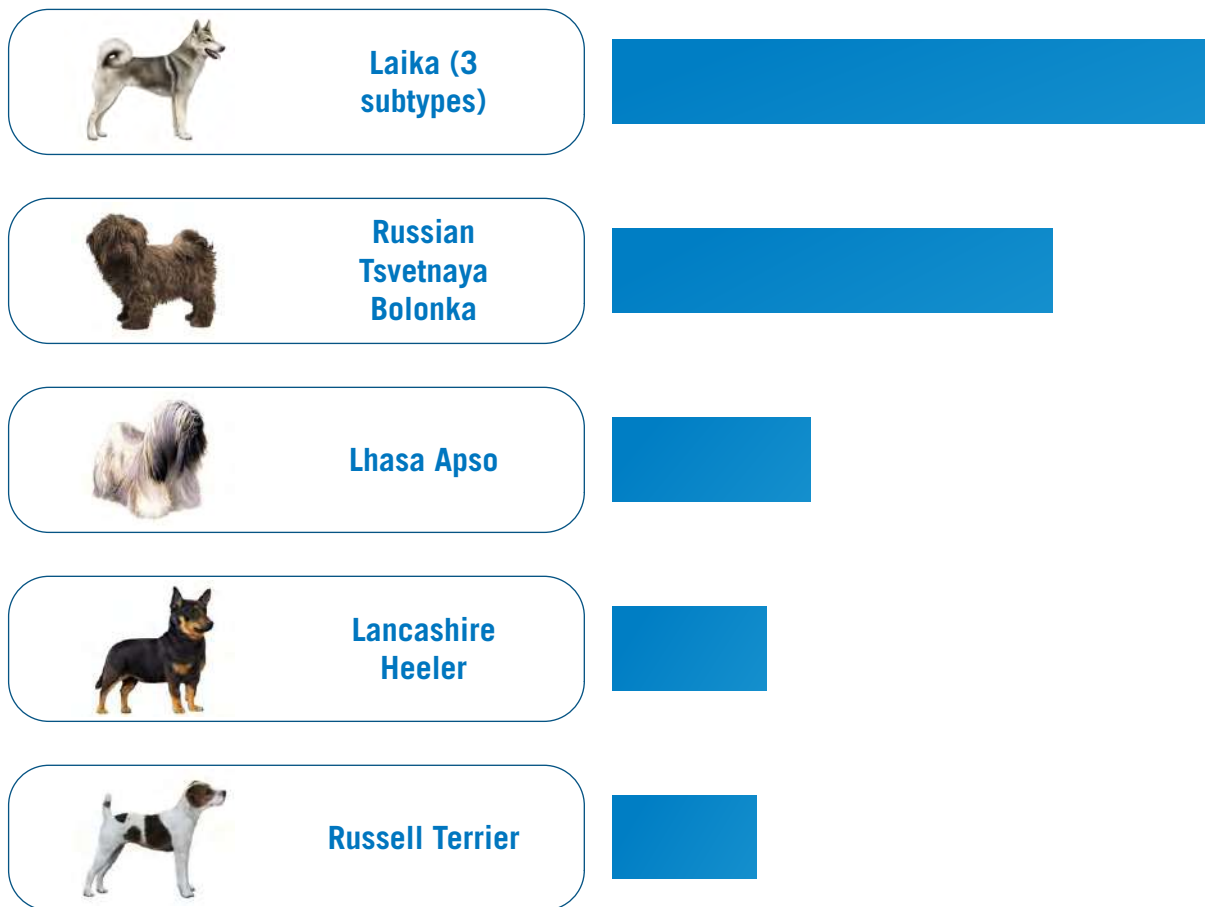 Laika (3
subtypes)
Russian
Tsvetnaya
Bolonka
Lhasa Apso
Lancashire
Heeler
Russell Terrier